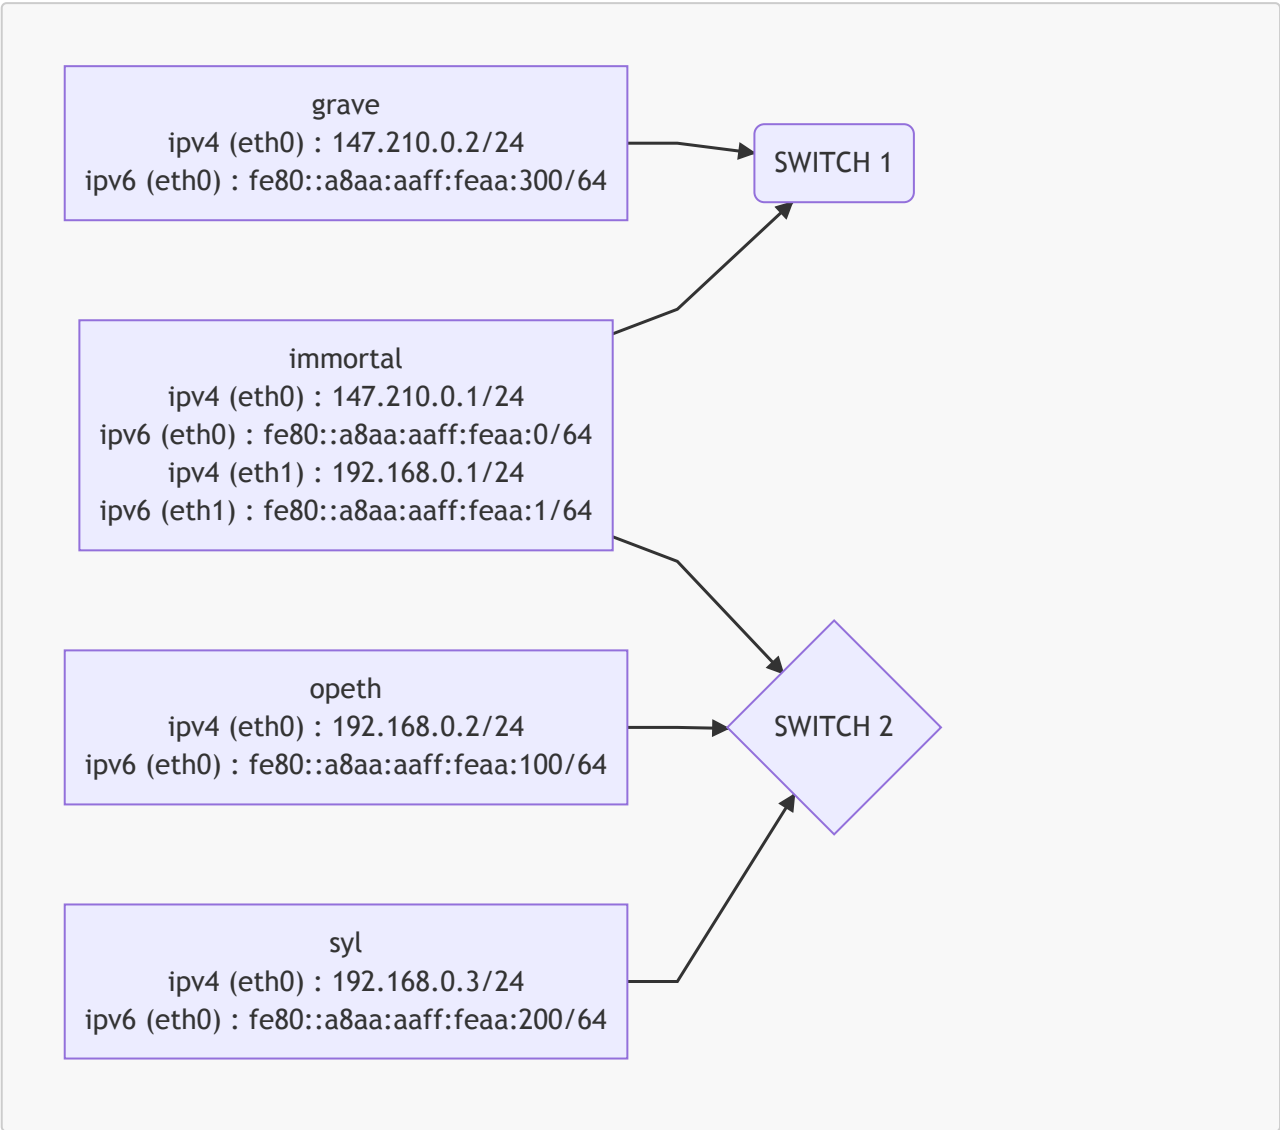 grave
ipv4 (eth0) : 147.210.0.2/24
ipv6 (eth0) : fe80::a8aa:aaff:feaa:300/64
SWITCH 1
immortal
ipv4 (eth0) : 147.210.0.1/24
ipv6 (eth0) : fe80::a8aa:aaff:feaa:0/64
ipv4 (eth1) : 192.168.0.1/24
ipv6 (eth1) : fe80::a8aa:aaff:feaa:1/64
opeth
ipv4 (eth0) : 192.168.0.2/24
ipv6 (eth0) : fe80::a8aa:aaff:feaa:100/64
SWITCH 2
syl
ipv4 (eth0) : 192.168.0.3/24
ipv6 (eth0) : fe80::a8aa:aaff:feaa:200/64